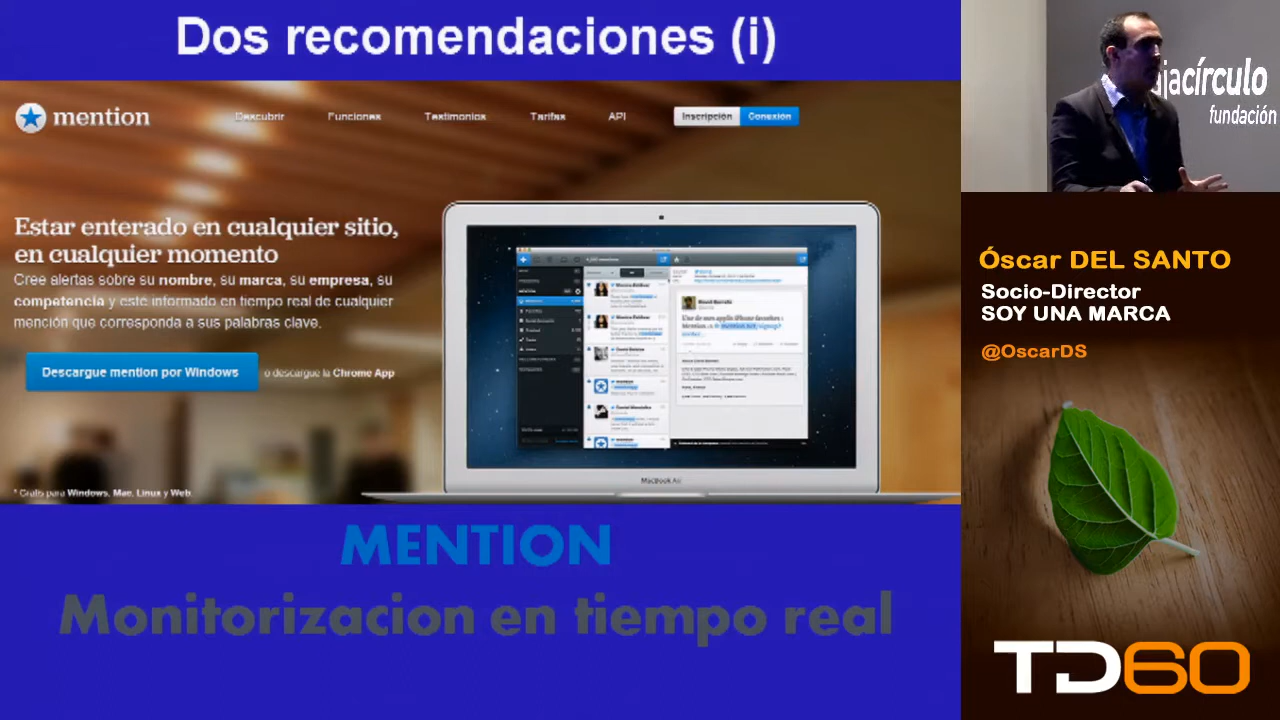 Dos recomendaciones (i)
mention
Descubrir Funciones Testimonios Tarifas API Inscripción Conexión
Estar enterado en cualquier sitio,
en cualquier momento
Cree alertas sobre su nombre, su marca, su empresa, su
competencia y esté informado en tiempo real de cualquier
mención que corresponda a sus palabras clave.
Descargue mention por Windows
o descargue la Chrome App
* Gratis para Windows, Mac, Linux y Web
MacBook Air
MENTION
Monitorizacion en tiempo real
jacírculo
fundación
Óscar DEL SANTO
Socio-Director
SOY UNA MARCA
@OscarDS
TD60